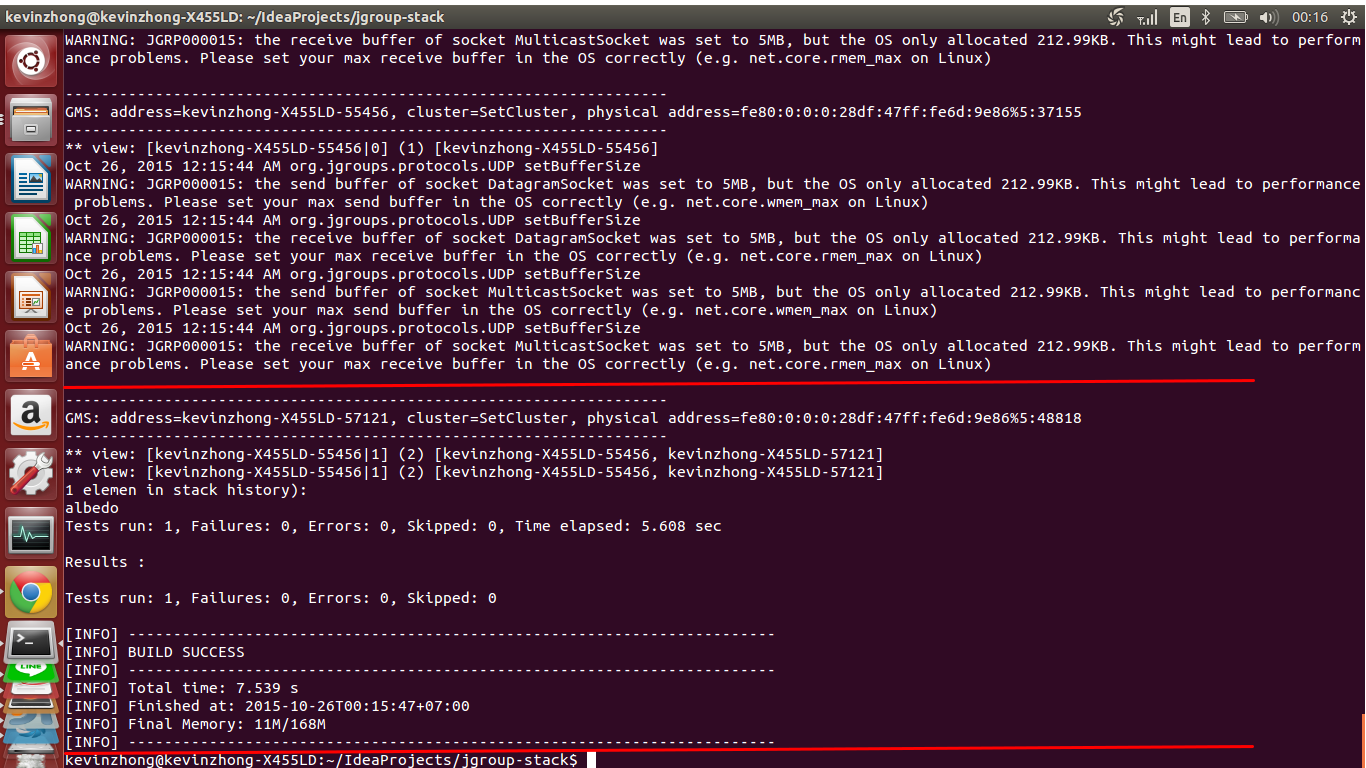 kevinzhong@kevinzhong-X455LD: ~/IdeaProjects/jgroup-stack
En
00:16
WARNING: JGRP000015: the receive buffer of socket MulticastSocket was set to 5MB, but the OS only allocated 212.99KB. This might lead to perform
ance problems. Please set your max receive buffer in the OS correctly (e.g. net.core.rmem_max on Linux)
-------------------------------------------------------------------
GMS: address=kevinzhong-X455LD-55456, cluster=SetCluster, physical address=fe80:0:0:0:28df:47ff:fe6d:9e86%5:37155
-------------------------------------------------------------------
** view: [kevinzhong-X455LD-55456|0] (1) [kevinzhong-X455LD-55456]
Oct 26, 2015 12:15:44 AM org.jgroups.protocols.UDP setBufferSize
WARNING: JGRP000015: the send buffer of socket DatagramSocket was set to 5MB, but the OS only allocated 212.99KB. This might lead to performance
 problems. Please set your max send buffer in the OS correctly (e.g. net.core.wmem_max on Linux)
Oct 26, 2015 12:15:44 AM org.jgroups.protocols.UDP setBufferSize
WARNING: JGRP000015: the receive buffer of socket DatagramSocket was set to 5MB, but the OS only allocated 212.99KB. This might lead to performa
nce problems. Please set your max receive buffer in the OS correctly (e.g. net.core.rmem_max on Linux)
Oct 26, 2015 12:15:44 AM org.jgroups.protocols.UDP setBufferSize
WARNING: JGRP000015: the send buffer of socket MulticastSocket was set to 5MB, but the OS only allocated 212.99KB. This might lead to performanc
e problems. Please set your max send buffer in the OS correctly (e.g. net.core.wmem_max on Linux)
Oct 26, 2015 12:15:44 AM org.jgroups.protocols.UDP setBufferSize
WARNING: JGRP000015: the receive buffer of socket MulticastSocket was set to 5MB, but the OS only allocated 212.99KB. This might lead to perform
ance problems. Please set your max receive buffer in the OS correctly (e.g. net.core.rmem_max on Linux)
-------------------------------------------------------------------
GMS: address=kevinzhong-X455LD-57121, cluster=SetCluster, physical address=fe80:0:0:0:28df:47ff:fe6d:9e86%5:48818
-------------------------------------------------------------------
** view: [kevinzhong-X455LD-55456|1] (2) [kevinzhong-X455LD-55456, kevinzhong-X455LD-57121]
** view: [kevinzhong-X455LD-55456|1] (2) [kevinzhong-X455LD-55456, kevinzhong-X455LD-57121]
1 elemen in stack history):
albedo
Tests run: 1, Failures: 0, Errors: 0, Skipped: 0, Time elapsed: 5.608 sec
Results :
Tests run: 1, Failures: 0, Errors: 0, Skipped: 0
[INFO] ------------------------------------------------------------------------
[INFO] BUILD SUCCESS
[INFO] ------------------------------------------------------------------------
[INFO] Total time: 7.539 s
[INFO] Finished at: 2015-10-26T00:15:47+07:00
[INFO] Final Memory: 11M/168M
[INFO] ------------------------------------------------------------------------
kevinzhong@kevinzhong-X455LD:~/IdeaProjects/jgroup-stack$
A
a
>_
LINE